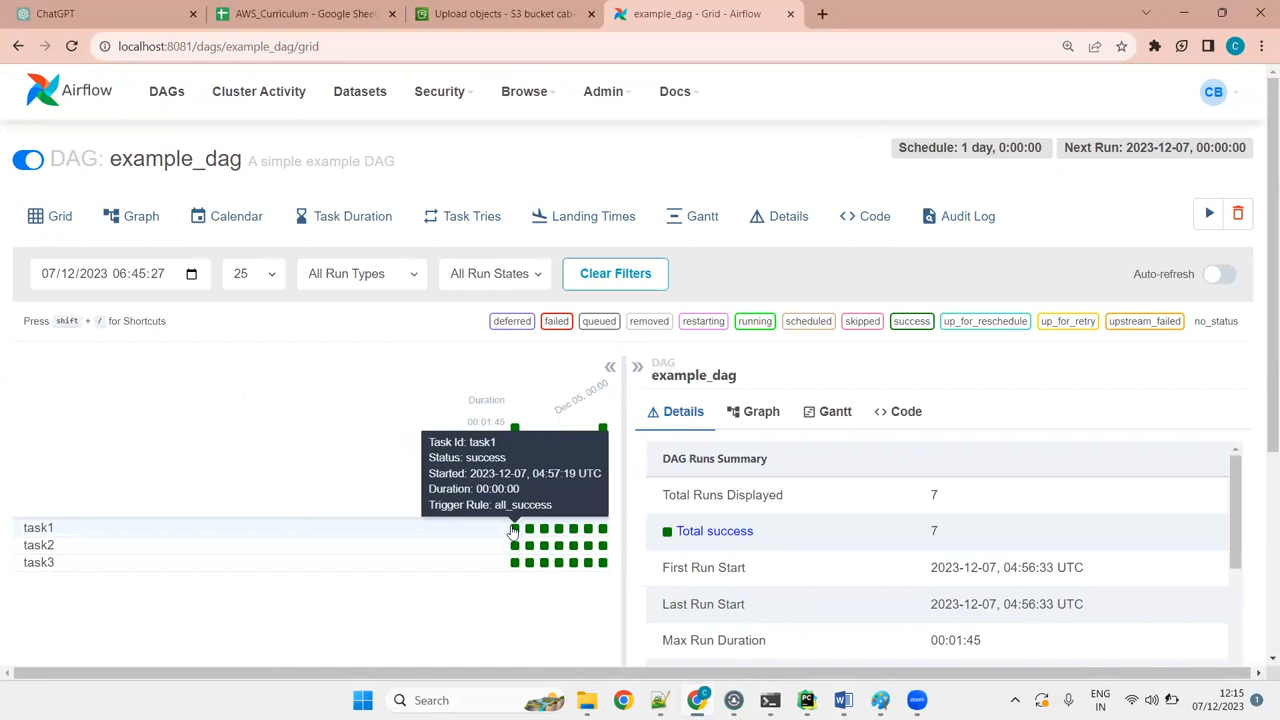 ChatGPT
AWS_Curriculum - Google Sheet
Upload objects - S3 bucket cab-
example_dag - Grid - Airflow
localhost:8081/dags/example_dag/grid
C
Airflow
DAGs
Cluster Activity
Datasets
Security
Browse
Admin
Docs
CB
DAG: example_dag A simple example DAG
Schedule: 1 day, 0:00:00
Next Run: 2023-12-07, 00:00:00
Grid
Graph
Calendar
Task Duration
Task Tries
Landing Times
Gantt
Details
<> Code
Audit Log
07/12/2023 06:45:27
25
All Run Types
All Run States
Clear Filters
Auto-refresh
Press shift + / for Shortcuts
deferred
failed
queued
removed
restarting
running
scheduled
skipped
success
up_for_reschedule
up_for_retry
upstream_failed
no_status
Duration
00:01:45
Dec 05, 00:00
Task Id: task1
Status: success
Started: 2023-12-07, 04:57:19 UTC
Duration: 00:00:00
Trigger Rule: all_success
task1
task2
task3
DAG
example_dag
Details
Graph
Gantt
<> Code
DAG Runs Summary
Total Runs Displayed 7
Total success 7
First Run Start 2023-12-07, 04:56:33 UTC
Last Run Start 2023-12-07, 04:56:33 UTC
Max Run Duration 00:01:45
Search
C
ENG
IN
12:15
07/12/2023
1